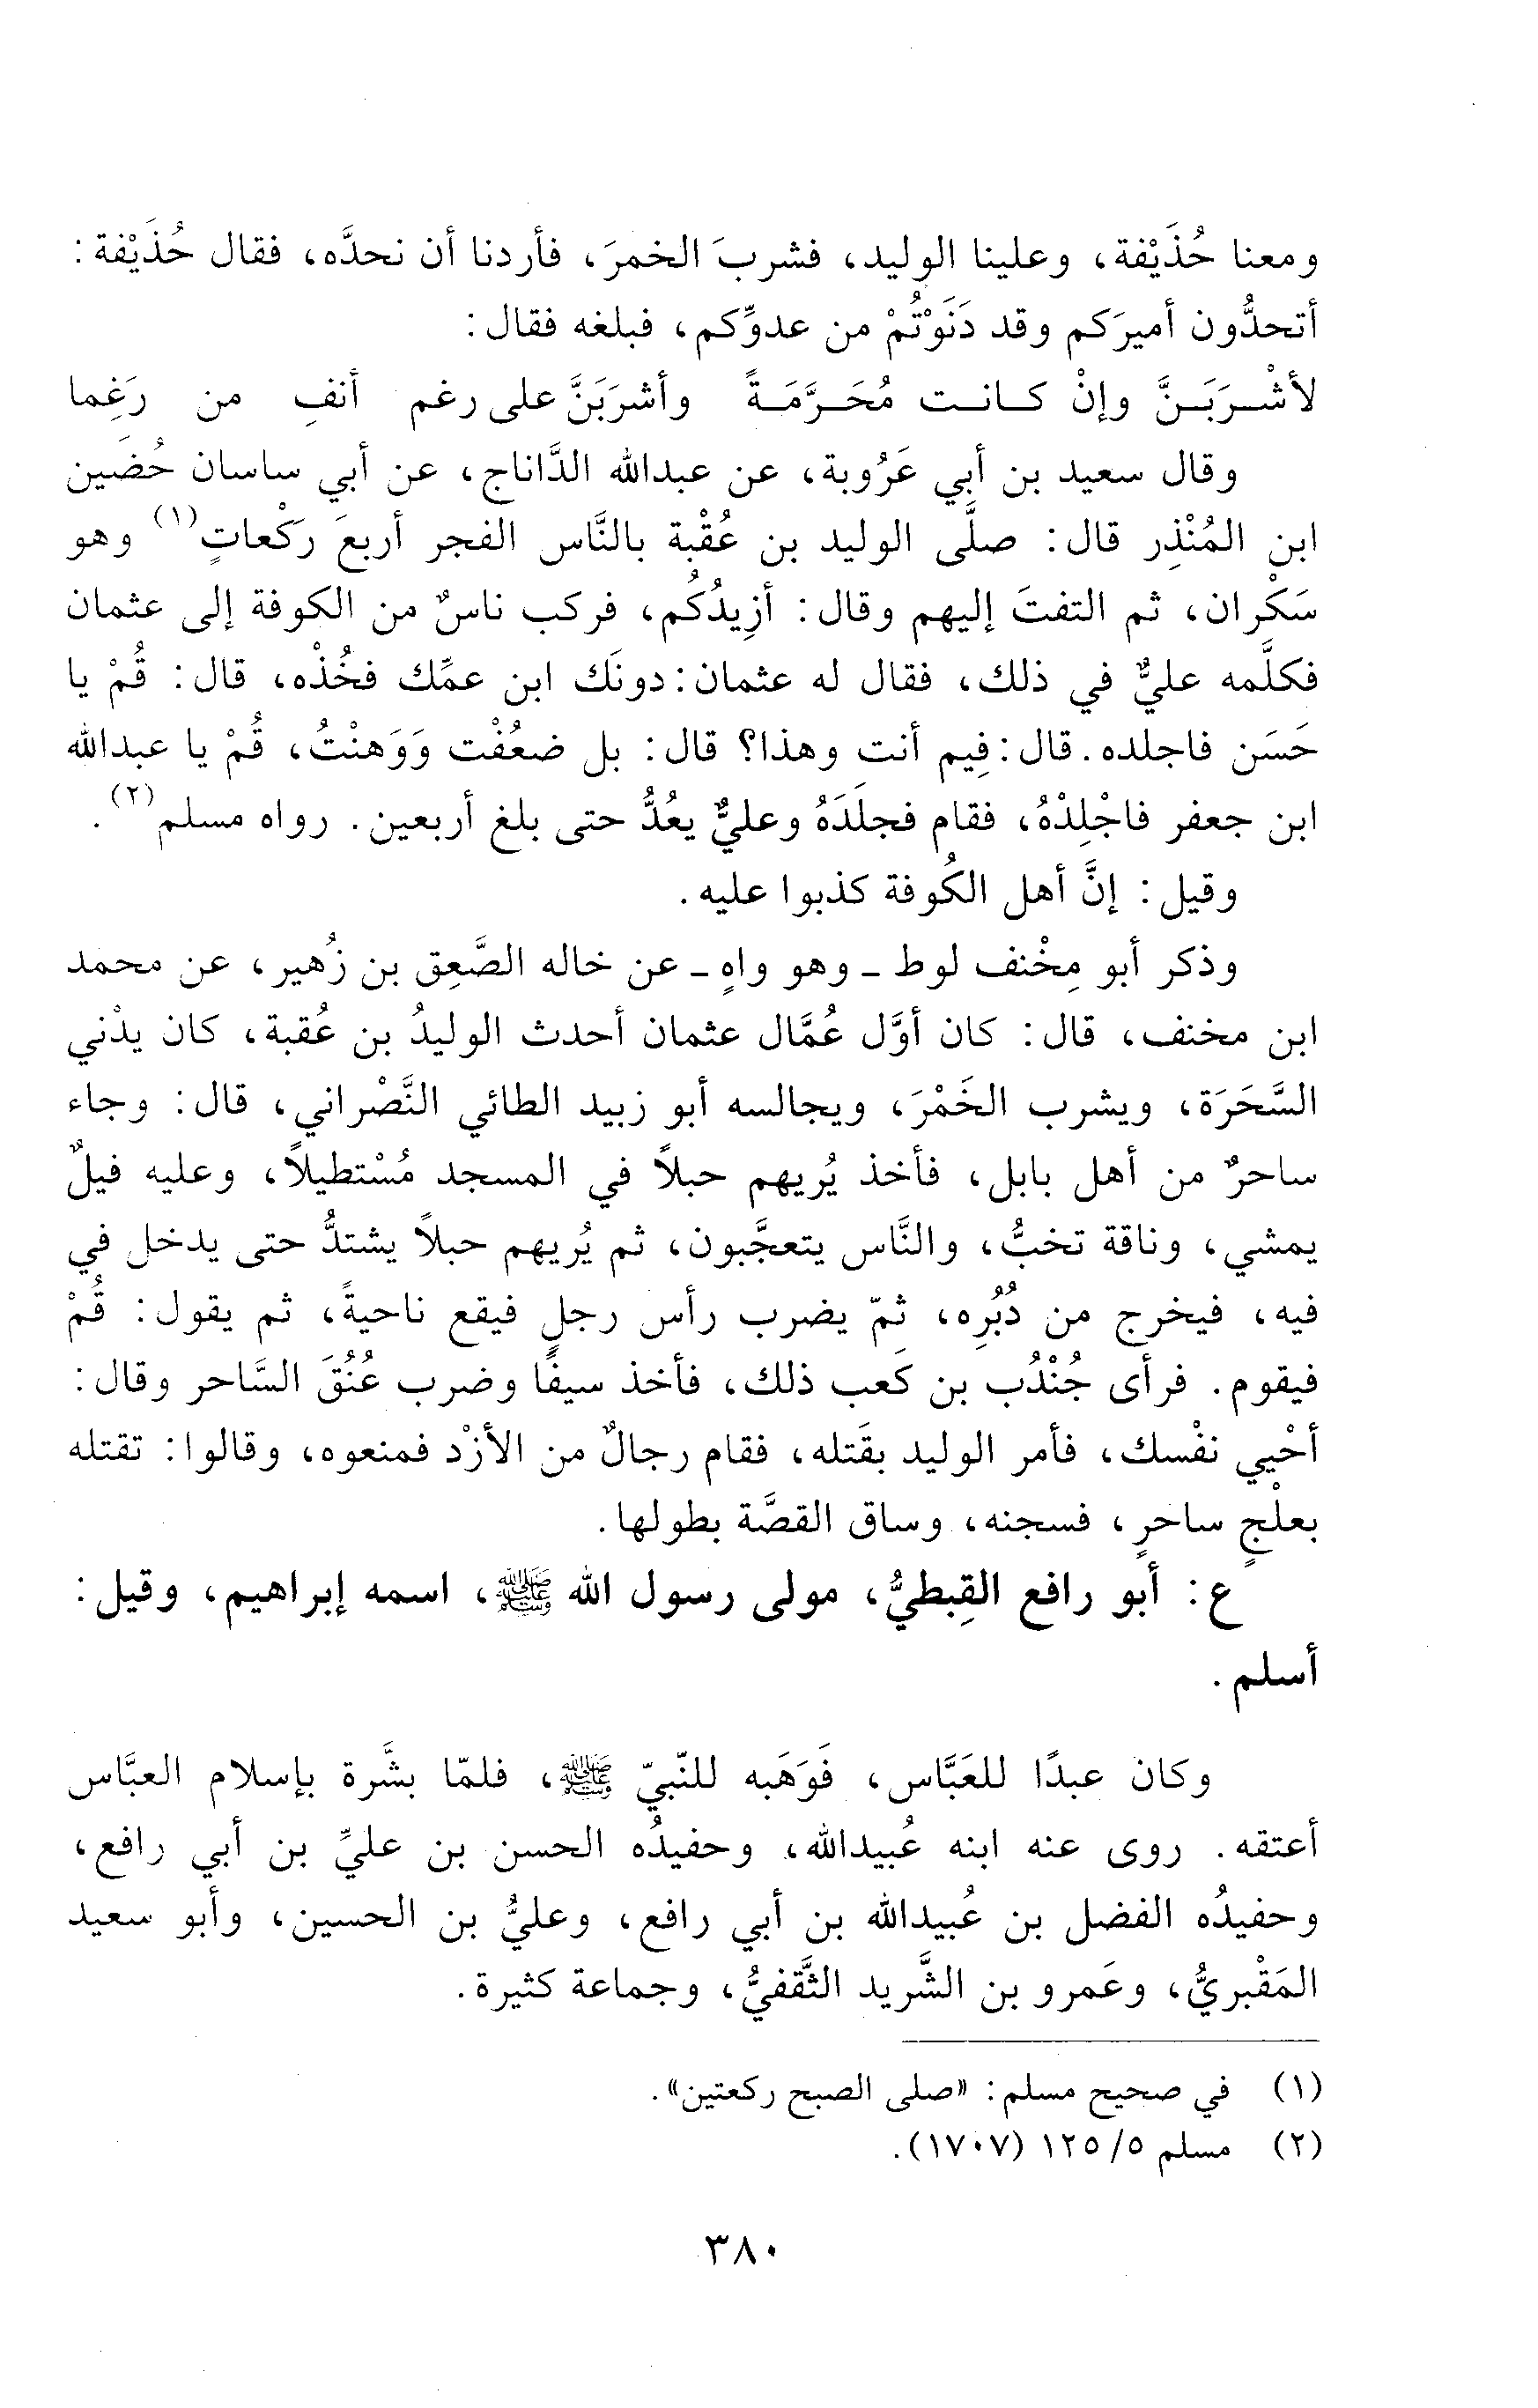 ومعنا حُذَيْفة، وعلينا الوليد، فشربَ الخمرَ، فأردنا أن نحدَّه، فقال حُذَيْفة:
أتحدُّون أميرَكم وقد دَنَوْتُمْ من عدوِّكم، فبلغه فقال:
لأشْـرَبَـنَّ وإنْ كـانـت مُحَـرَّمَـةً وأشرَبَنَّ على رغم أنفِ من رَغِما
وقال سعيد بن أبي عَرُوبة، عن عبدالله الدَّاناج، عن أبي ساسان حُضَين
ابن المُنْذِر قال: صلَّى الوليد بن عُقْبة بالنَّاس الفجر أربعَ رَكْعاتٍ(١) وهو
سَكْران، ثم التفتَ إليهم وقال: أزِيدُكُم، فركب ناسٌ من الكوفة إلى عثمان
فكلَّمه عليٌّ في ذلك، فقال له عثمان: دونَك ابن عمِّك فخُذْه، قال: قُمْ يا
حَسَن فاجلده. قال: فِيم أنت وهذا؟ قال: بل ضعُفْت وَوَهنْتُ، قُمْ يا عبدالله
ابن جعفر فاجْلِدْهُ، فقام فجلَدَهُ وعليٌّ يعُدُّ حتى بلغ أربعين. رواه مسلم(٢).
وقيل: إنَّ أهل الكُوفة كذبوا عليه.
وذكر أبو مِخْنف لوط ـ وهو واهٍ ـ عن خاله الصَّعِق بن زُهير، عن محمد
ابن مخنف، قال: كان أوَّل عُمَّال عثمان أحدث الوليدُ بن عُقبة، كان يدْني
السَّحَرَة، ويشرب الخَمْرَ، ويجالسه أبو زبيد الطائي النَّصْراني، قال: وجاء
ساحرٌ من أهل بابل، فأخذ يُريهم حبلاً في المسجد مُسْتطيلاً، وعليه فيلٌ
يمشي، وناقة تخبُّ، والنَّاس يتعجَّبون، ثم يُريهم حبلاً يشتدُّ حتى يدخل في
فيه، فيخرج من دُبُرِه، ثمّ يضرب رأس رجلٍ فيقع ناحيةً، ثم يقول: قُمْ
فيقوم. فرأى جُنْدُب بن كَعب ذلك، فأخذ سيفًا وضرب عُنُقَ السَّاحر وقال:
أحْيي نفْسك، فأمر الوليد بقَتله، فقام رجالٌ من الأزْد فمنعوه، وقالوا: تقتله
بعلْجٍ ساحرٍ، فسجنه، وساق القصَّة بطولها.
ع: أبو رافع القِبطيُّ، مولى رسول الله ﷺ، اسمه إبراهيم، وقيل:
أسلم.
وكان عبدًا للعَبَّاس، فَوَهَبه للنّبيّ ﷺ، فلمّا بشَّرة بإسلام العبَّاس
أعتقه. روى عنه ابنه عُبيدالله، وحفيدُه الحسن بن عليِّ بن أبي رافع،
وحفيدُه الفضل بن عُبيدالله بن أبي رافع، وعليُّ بن الحسين، وأبو سعيد
المَقْبريُّ، وعَمرو بن الشَّريد الثَّقفيُّ، وجماعة كثيرة.
(١) في صحيح مسلم: «صلى الصبح ركعتين».
(٢) مسلم ٥/ ١٢٥ (١٧٠٧).
٣٨٠